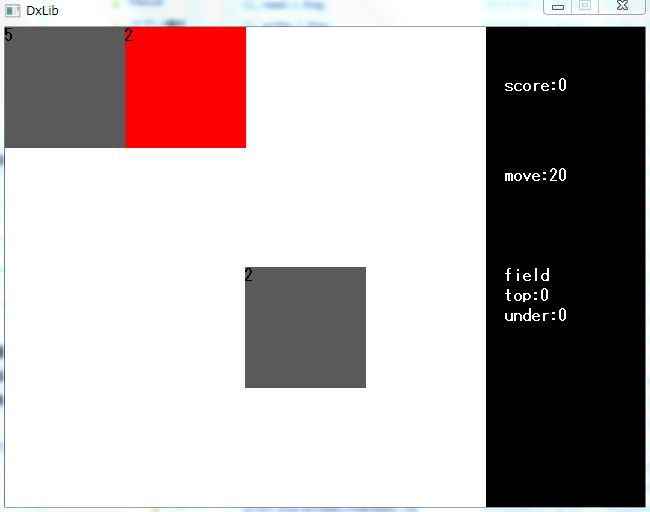 DxLib
5
2
score:0
move:20
2
field
top:0
under:0